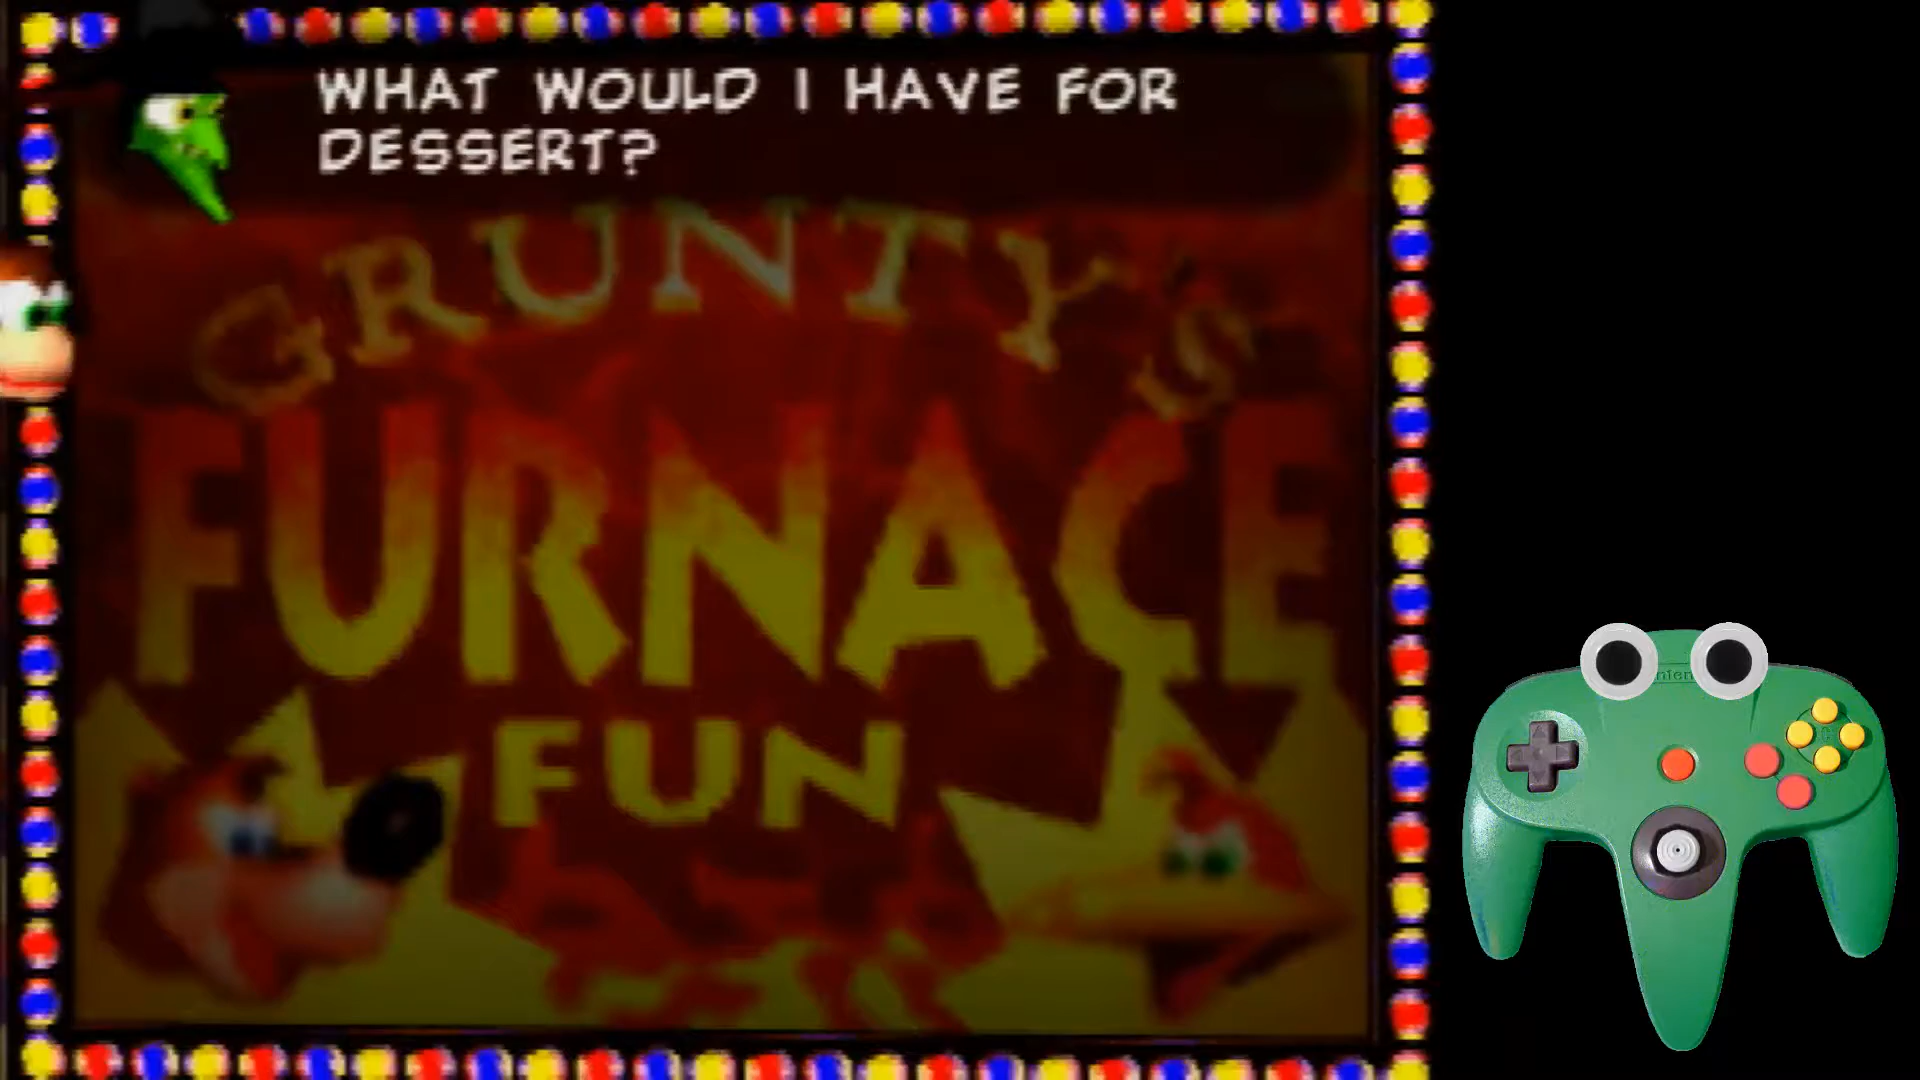 WHAT WOULD I HAVE FOR
DESSERT?
GRUNTY'S
FURNACE
FUN